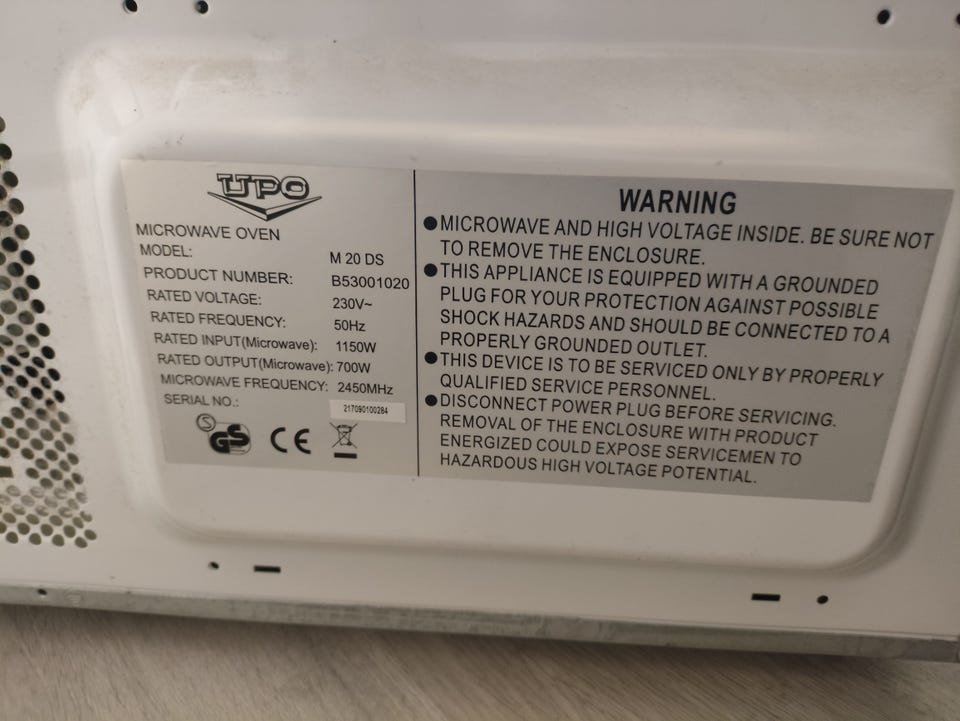 UPO
MICROWAVE OVEN
MODEL: M 20 DS
PRODUCT NUMBER: B53001020
RATED VOLTAGE: 230V~
RATED FREQUENCY: 50Hz
RATED INPUT(Microwave): 1150W
RATED OUTPUT(Microwave): 700W
MICROWAVE FREQUENCY: 2450MHz
SERIAL NO.: 217090100284
S GS CE
WARNING
●MICROWAVE AND HIGH VOLTAGE INSIDE. BE SURE NOT
TO REMOVE THE ENCLOSURE.
●THIS APPLIANCE IS EQUIPPED WITH A GROUNDED
PLUG FOR YOUR PROTECTION AGAINST POSSIBLE
SHOCK HAZARDS AND SHOULD BE CONNECTED TO A
PROPERLY GROUNDED OUTLET.
●THIS DEVICE IS TO BE SERVICED ONLY BY PROPERLY
QUALIFIED SERVICE PERSONNEL.
●DISCONNECT POWER PLUG BEFORE SERVICING.
REMOVAL OF THE ENCLOSURE WITH PRODUCT
ENERGIZED COULD EXPOSE SERVICEMEN TO
HAZARDOUS HIGH VOLTAGE POTENTIAL.